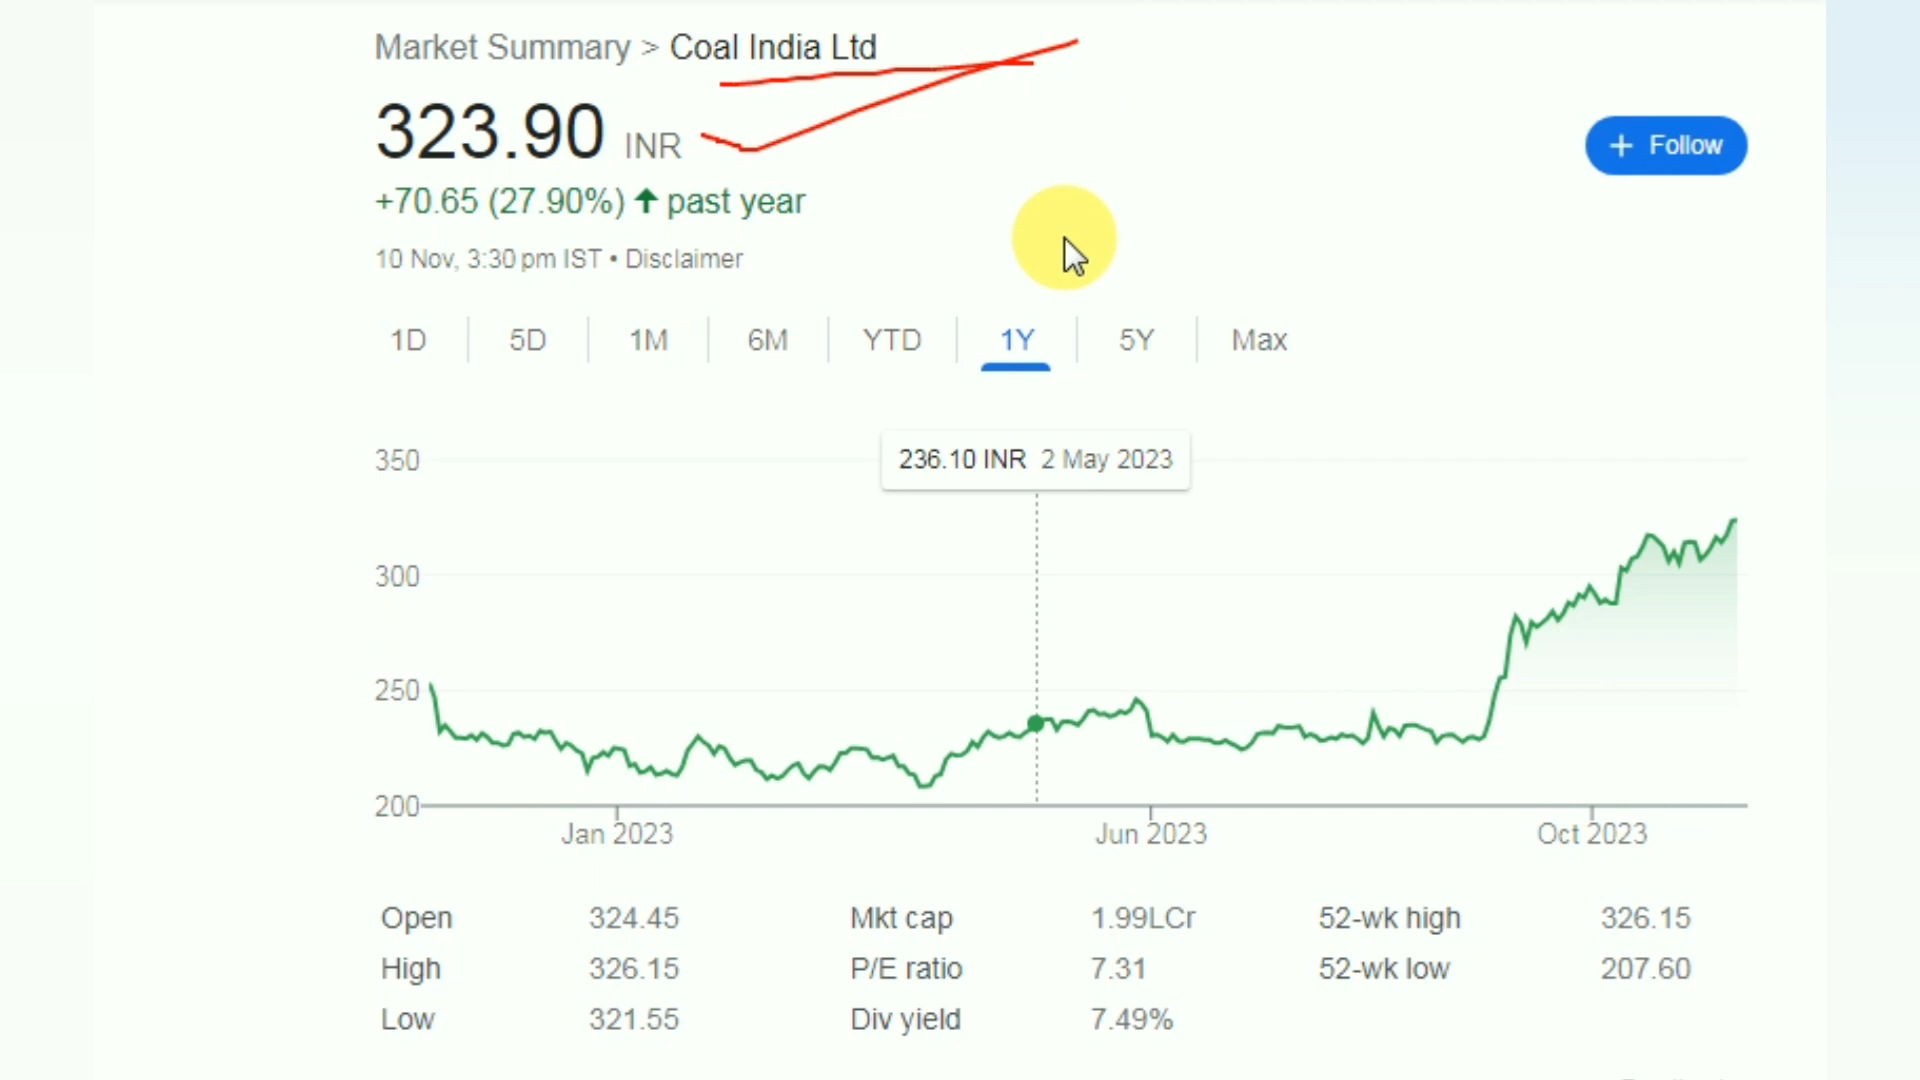 Market Summary > Coal India Ltd
323.90 INR
+ Follow
+70.65 (27.90%) ↑ past year
10 Nov, 3:30 pm IST • Disclaimer
1D 5D 1M 6M YTD 1Y 5Y Max
236.10 INR 2 May 2023
350
300
250
200
Jan 2023 Jun 2023 Oct 2023
Open 324.45 Mkt cap 1.99LCr 52-wk high 326.15
High 326.15 P/E ratio 7.31 52-wk low 207.60
Low 321.55 Div yield 7.49%